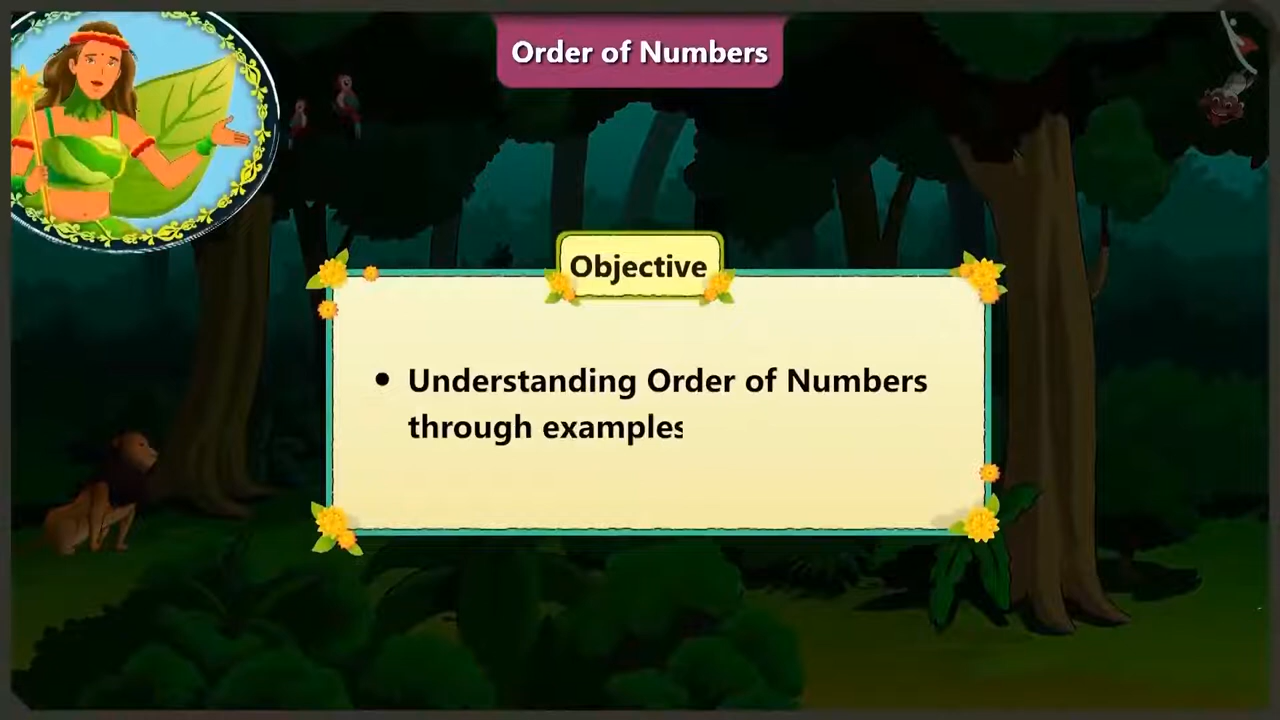 Order of Numbers
Objective
• Understanding Order of Numbers
through examples